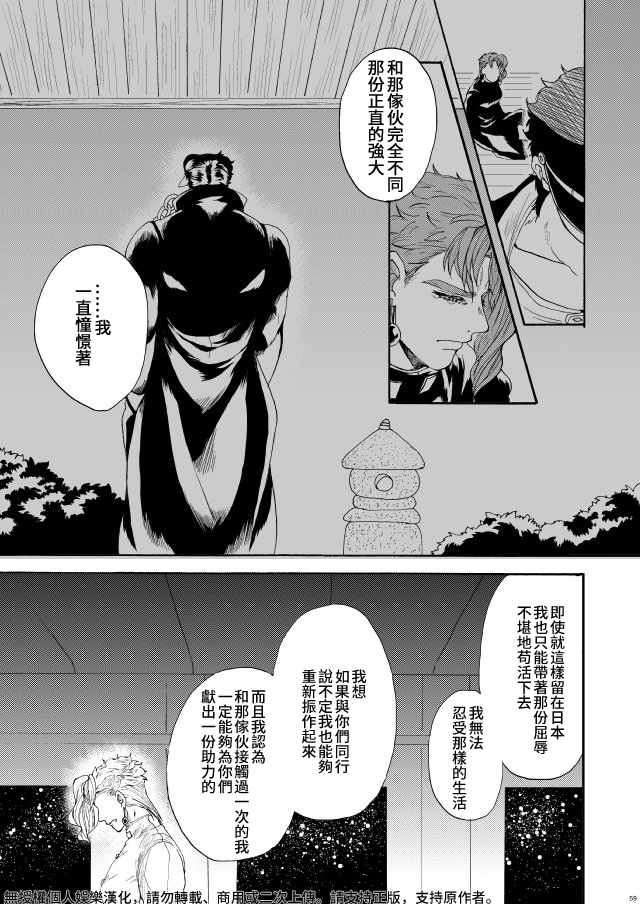 和那傢伙完全不同
那份正直的強大
……我
一直憧憬著
即使就這樣留在日本
我也只能帶著那份屈辱
不堪地苟活下去
我無法
忍受那樣的生活
我想
如果與你們同行
說不定我也能夠
重新振作起來
而且我認為
和那傢伙接觸過一次的我
一定能夠為你們
獻出一份助力的
無授權個人娛樂漢化，請勿轉載、商用或二次上傳。請支持正版，支持原作者。
59